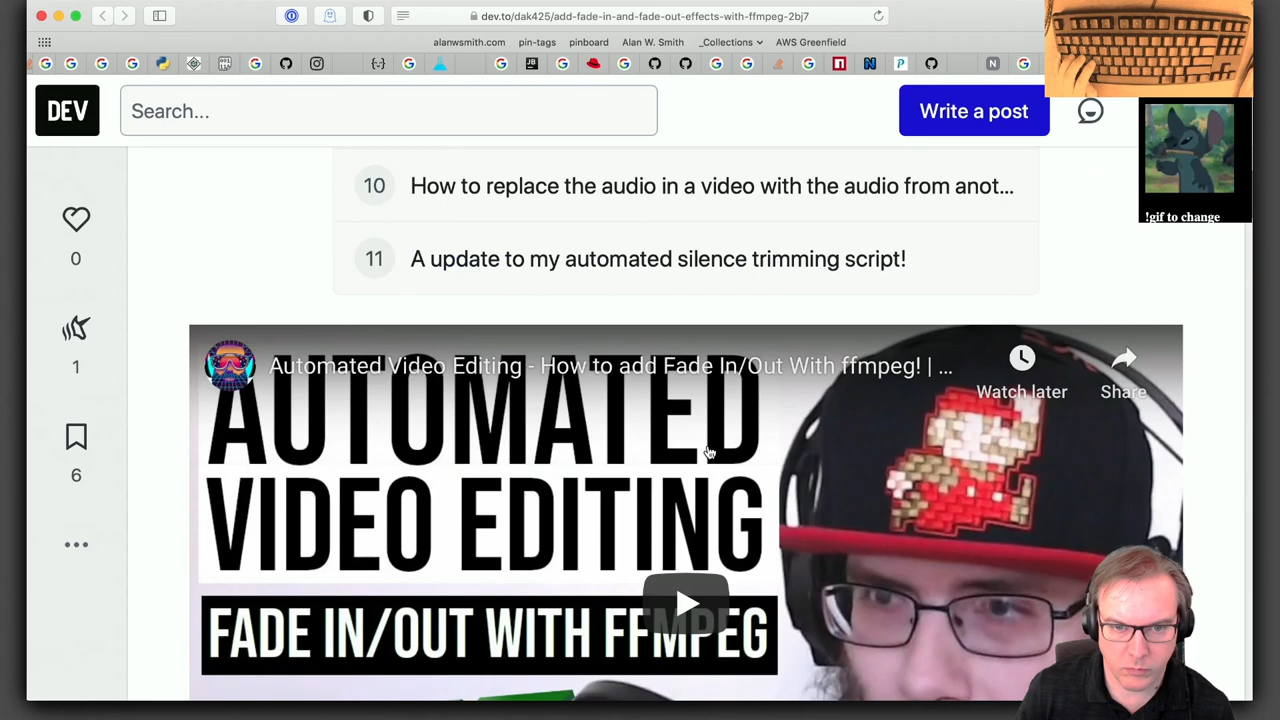 dev.to/dak425/add-fade-in-and-fade-out-effects-with-ffmpeg-2bj7
alanwsmith.com pin-tags pinboard Alan W. Smith _Collections AWS Greenfield
DEV Search... Write a post
10 How to replace the audio in a video with the audio from anot...
11 A update to my automated silence trimming script!
!gif to change
0
1
6
Automated Video Editing - How to add Fade In/Out With ffmpeg! | ...
Watch later Share
AUTOMATED
VIDEO EDITING
FADE IN/OUT WITH FFMPEG